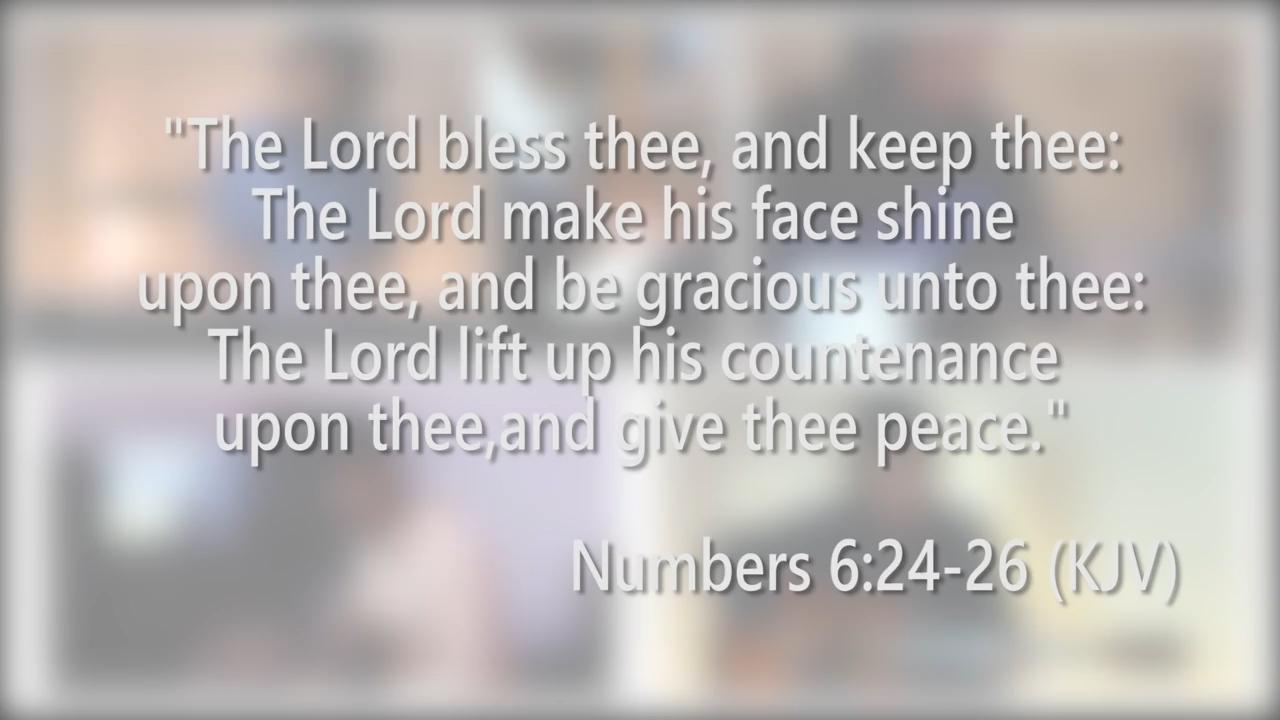 "The Lord bless thee, and keep thee:
The Lord make his face shine
upon thee, and be gracious unto thee:
The Lord lift up his countenance
upon thee,and give thee peace."
Numbers 6:24-26 (KJV)